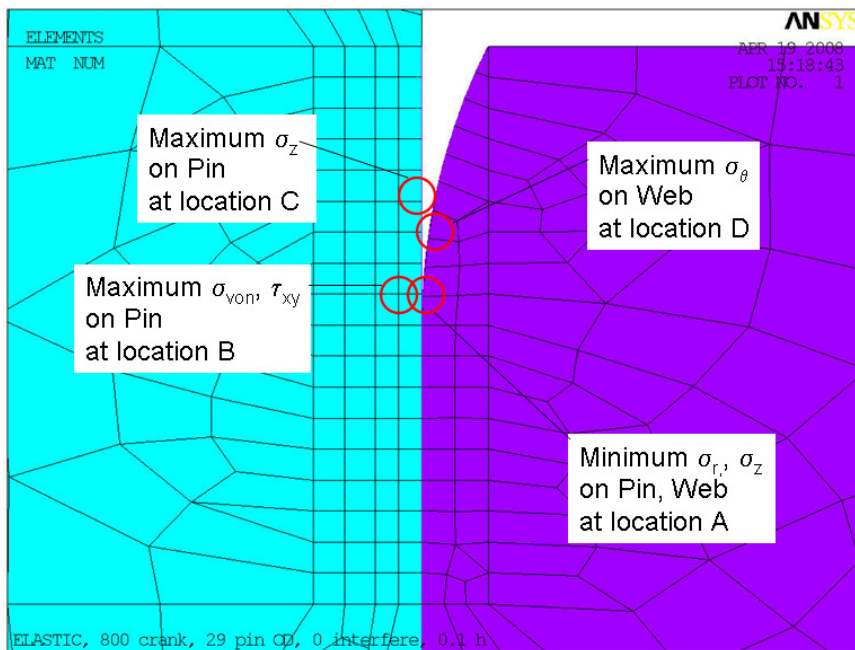 ELEMENTS
MAT NUM
ANSYS
APR 19 2008
15:18:43
PLOT NO. 1
Maximum σz
on Pin
at location C
Maximum σθ
on Web
at location D
Maximum σvon, τxy
on Pin
at location B
Minimum σr, σz
on Pin, Web
at location A
ELASTIC, 800 crank, 29 pin OD, 0 interfere, 0.1 h